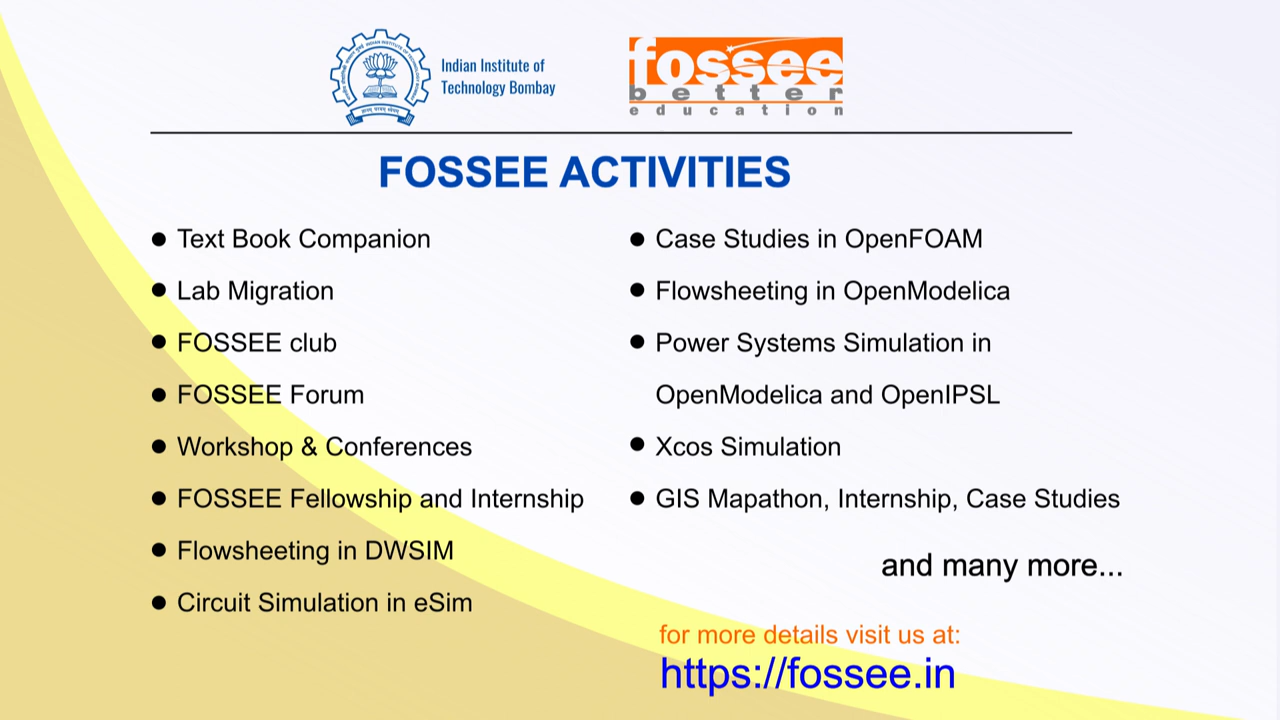 Indian Institute of
Technology Bombay
fossee
better
education
FOSSEE ACTIVITIES
Text Book Companion
Lab Migration
FOSSEE club
FOSSEE Forum
Workshop & Conferences
FOSSEE Fellowship and Internship
Flowsheeting in DWSIM
Circuit Simulation in eSim
Case Studies in OpenFOAM
Flowsheeting in OpenModelica
Power Systems Simulation in
OpenModelica and OpenIPSL
Xcos Simulation
GIS Mapathon, Internship, Case Studies
and many more...
for more details visit us at:
https://fossee.in